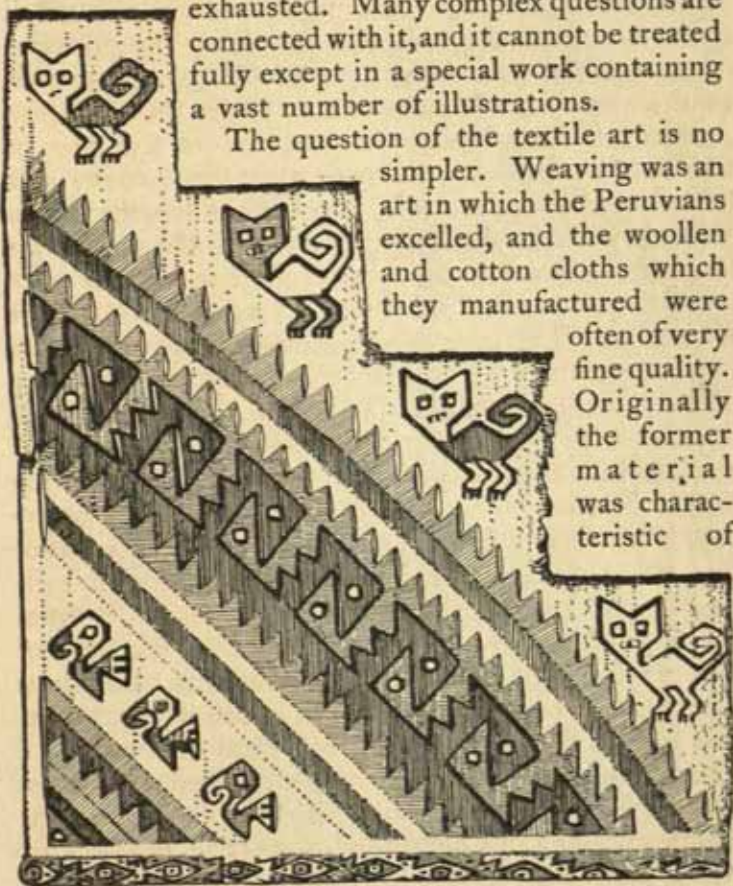 exhausted. Many complex questions are
connected with it, and it cannot be treated
fully except in a special work containing
a vast number of illustrations.
The question of the textile art is no
simpler. Weaving was an
art in which the Peruvians
excelled, and the woollen
and cotton cloths which
they manufactured were
often of very
fine quality.
Originally
the former
material
was charac-
teristic of